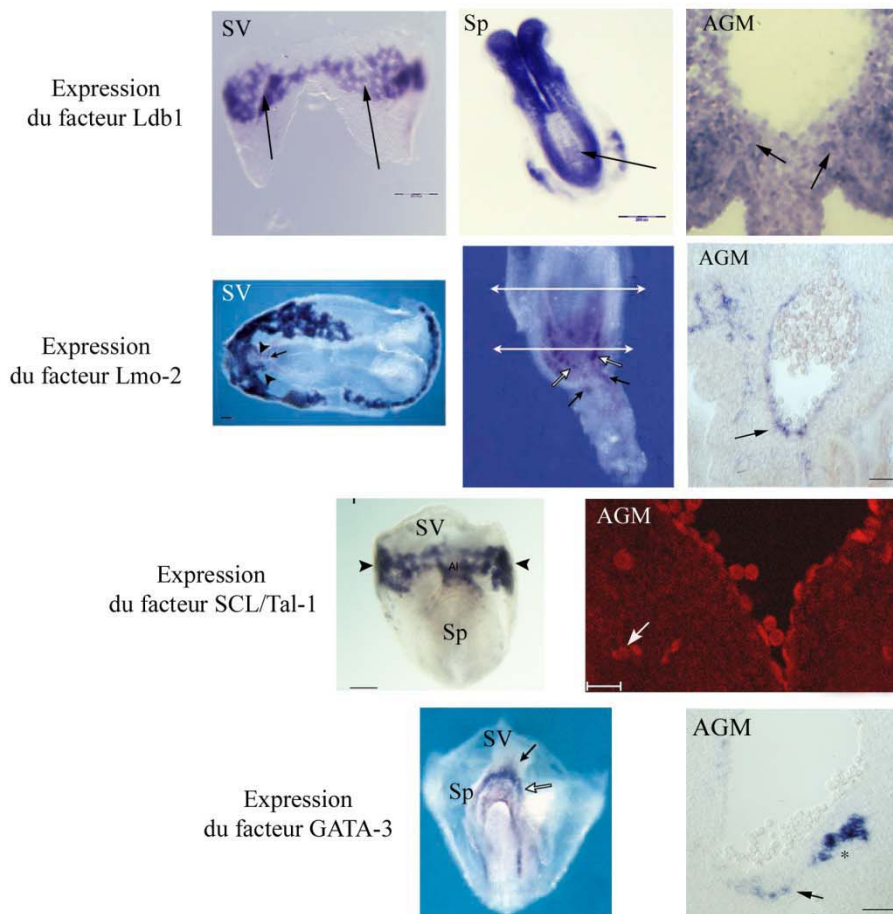 SV
Sp
AGM
Expression
du facteur Ldb1
SV
AGM
Expression
du facteur Lmo-2
SV
Al
Sp
AGM
Expression
du facteur SCL/Tal-1
SV
Sp
AGM
Expression
du facteur GATA-3
*